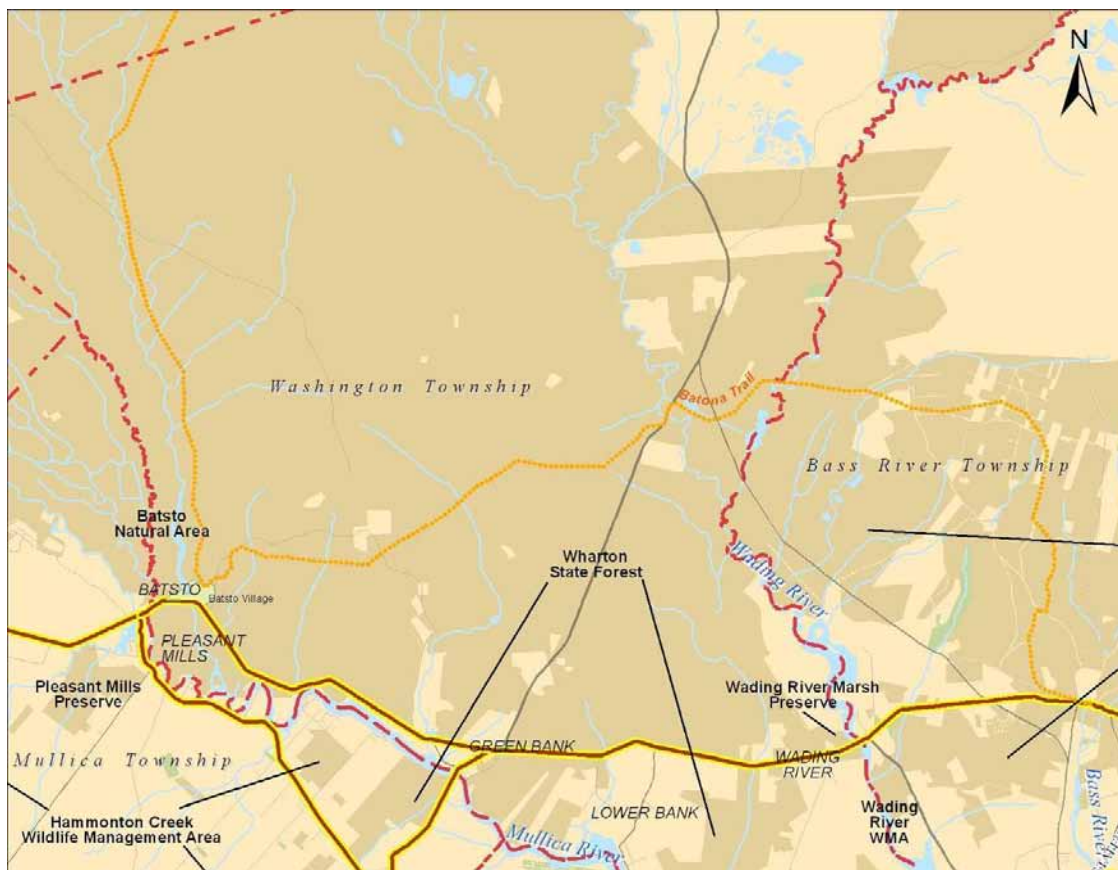 N
Washington Township
Batona Trail
Bass River Township
Batsto
Natural Area
Wharton
State Forest
Wading River
BATSTO
Batsto Village
PLEASANT
MILLS
Pleasant Mills
Preserve
Wading River Marsh
Preserve
GREEN BANK
WADING
RIVER
Mullica Township
Bass River
LOWER BANK
Hammonton Creek
Wildlife Management Area
Mullica River
Wading
River
WMA